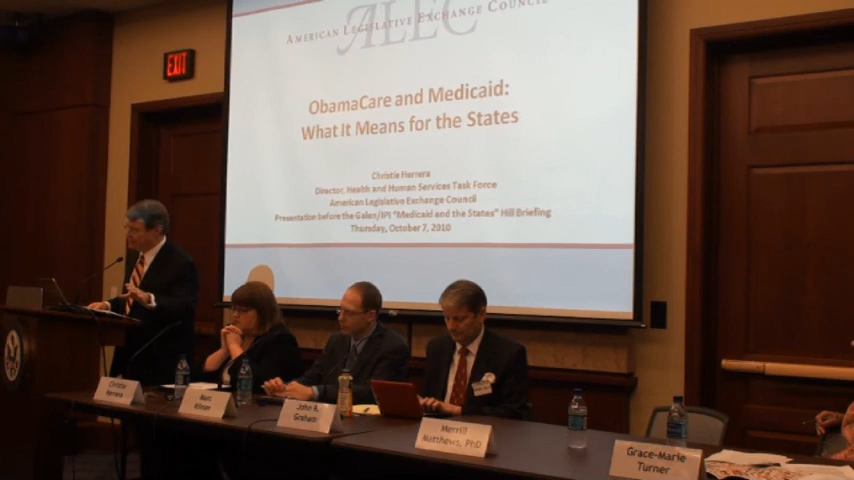 AMERICAN LEGISLATIVE EXCHANGE COUNCIL
ALEC
EXIT
ObamaCare and Medicaid:
What It Means for the States
Christie Herrera
Director, Health and Human Services Task Force
American Legislative Exchange Council
Presentation before the Galen/IPI "Medicaid and the States" Hill Briefing
Thursday, October 7, 2010
Christie
Herrera
Marc
John R.
Graham
Merrill
Matthews, PhD
Grace-Marie
Turner